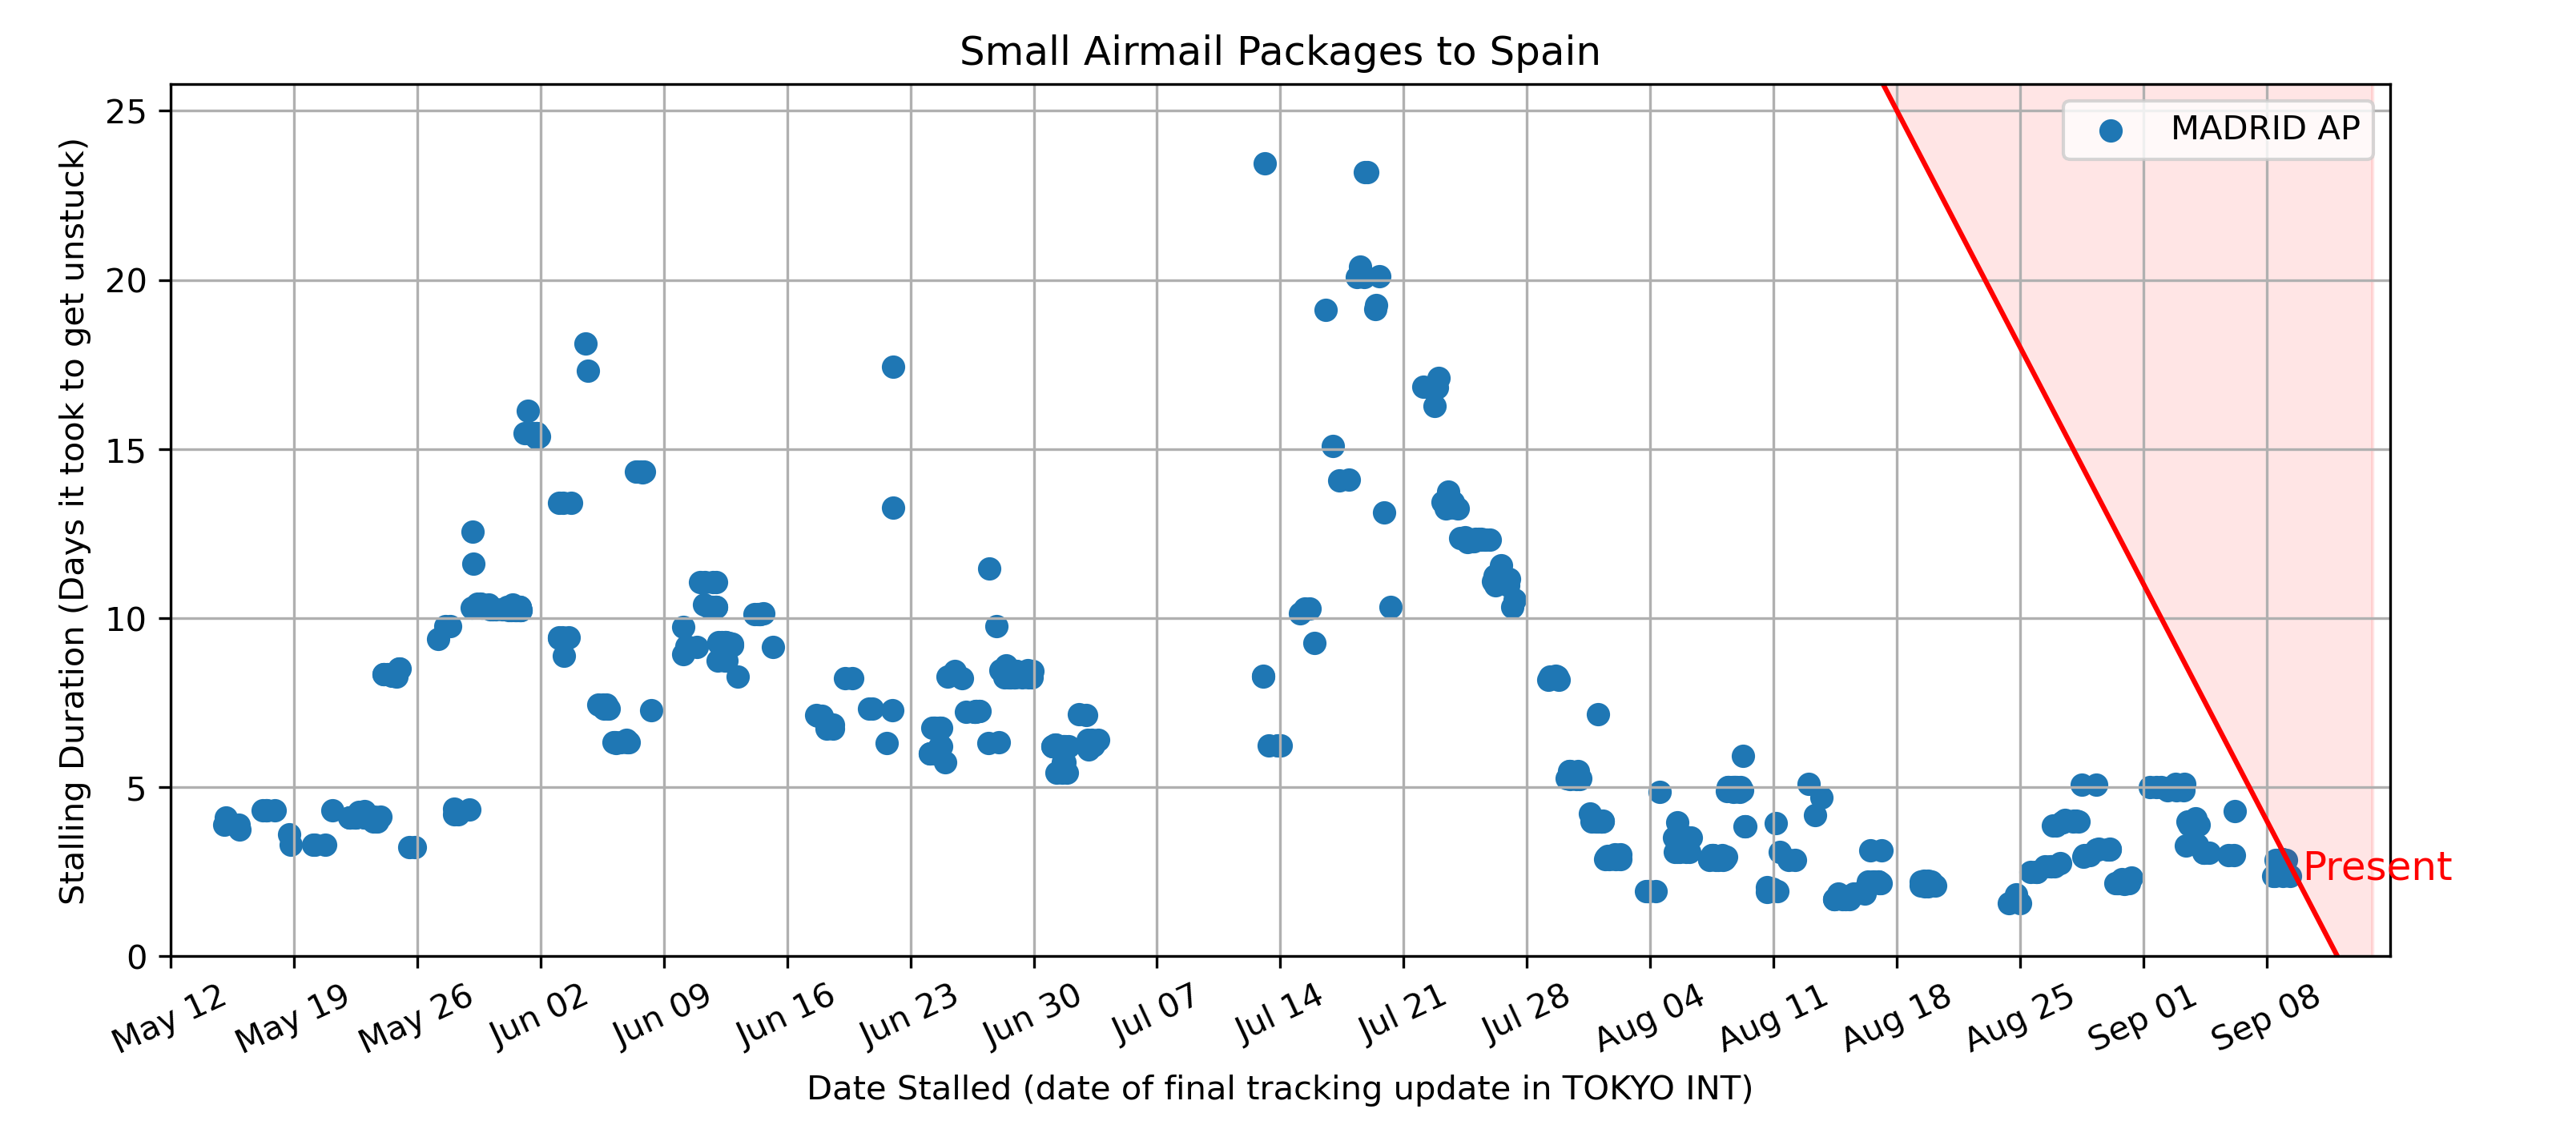 Small Airmail Packages to Spain
Stalling Duration (Days it took to get unstuck)
25
20
15
10
5
0
MADRID AP
Present
May 12
May 19
May 26
Jun 02
Jun 09
Jun 16
Jun 23
Jun 30
Jul 07
Jul 14
Jul 21
Jul 28
Aug 04
Aug 11
Aug 18
Aug 25
Sep 01
Sep 08
Date Stalled (date of final tracking update in TOKYO INT)